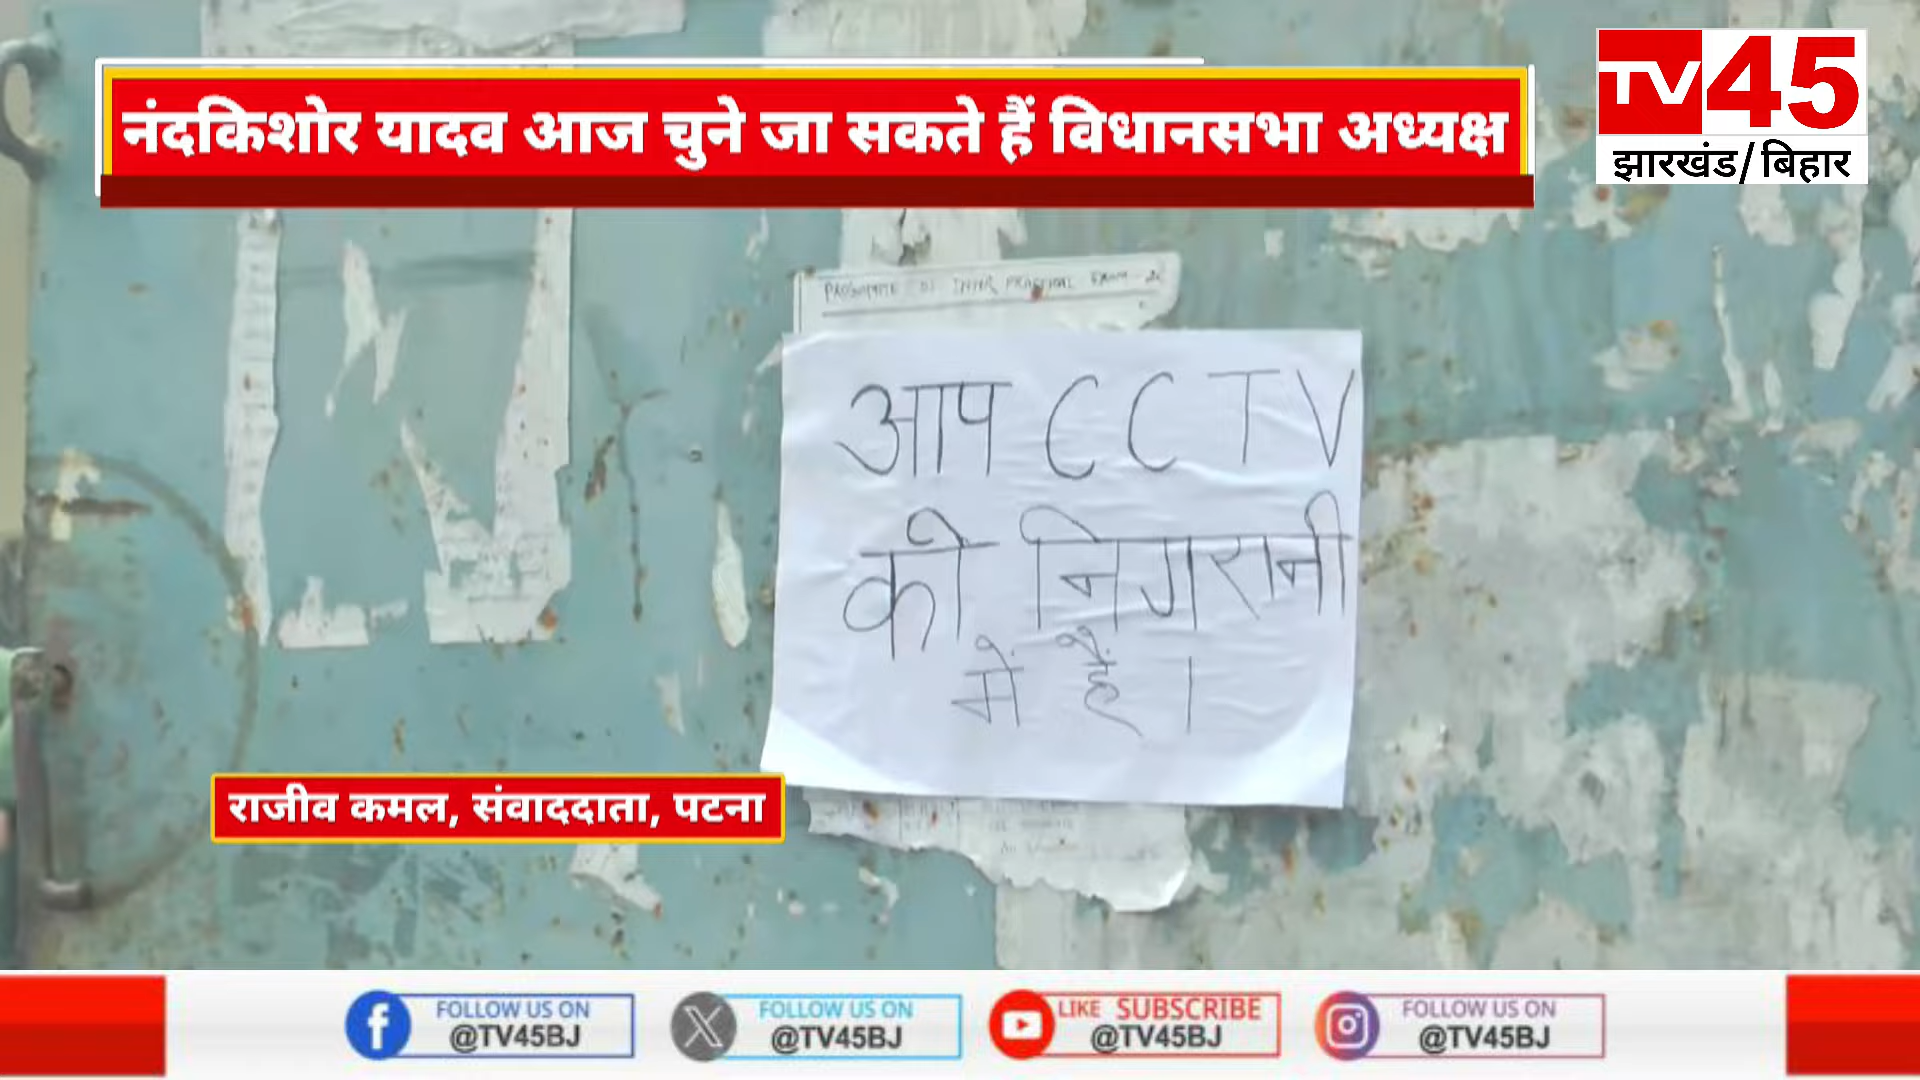 नंदकिशोर यादव आज चुने जा सकते हैं विधानसभा अध्यक्ष
TV45
झारखंड/बिहार
आप CCTV
की निगरानी
में हैं।
राजीव कमल, संवाददाता, पटना
FOLLOW US ON
@TV45BJ
FOLLOW US ON
@TV45BJ
LIKE SUBSCRIBE
@TV45BJ
FOLLOW US ON
@TV45BJ